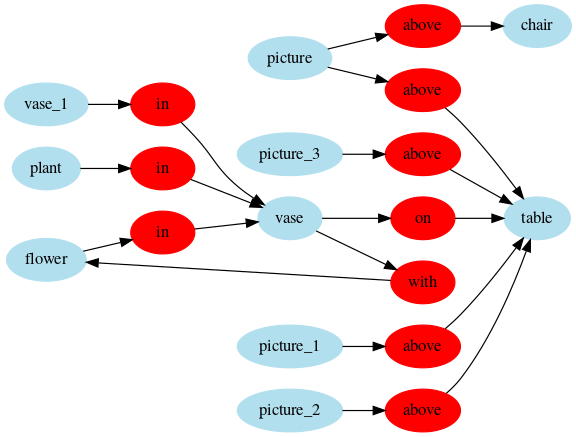 above
chair
picture
above
vase_1
in
picture_3
above
plant
in
vase
on
table
in
flower
with
picture_1
above
picture_2
above